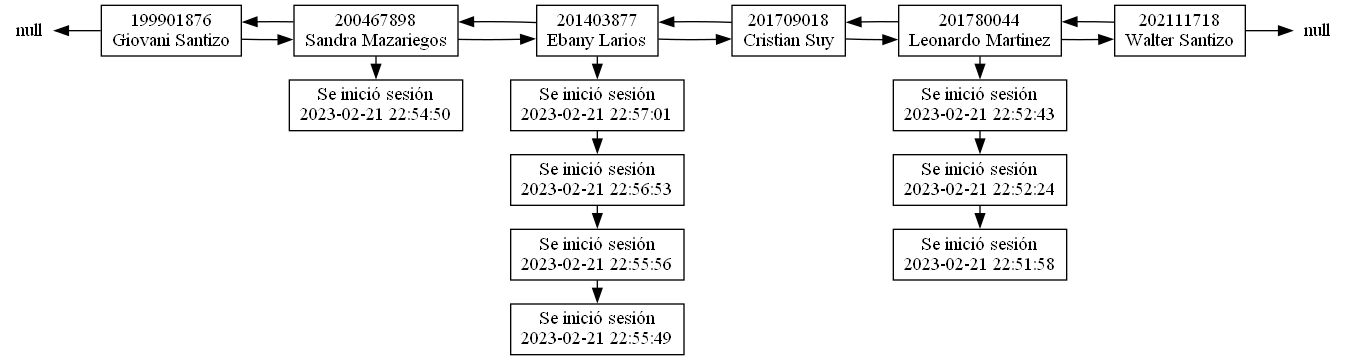 null
199901876
Giovani Santizo
200467898
Sandra Mazariegos
201403877
Ebany Larios
201709018
Cristian Suy
201780044
Leonardo Martinez
202111718
Walter Santizo
null
Se inició sesión
2023-02-21 22:54:50
Se inició sesión
2023-02-21 22:57:01
Se inició sesión
2023-02-21 22:56:53
Se inició sesión
2023-02-21 22:55:56
Se inició sesión
2023-02-21 22:55:49
Se inició sesión
2023-02-21 22:52:43
Se inició sesión
2023-02-21 22:52:24
Se inició sesión
2023-02-21 22:51:58